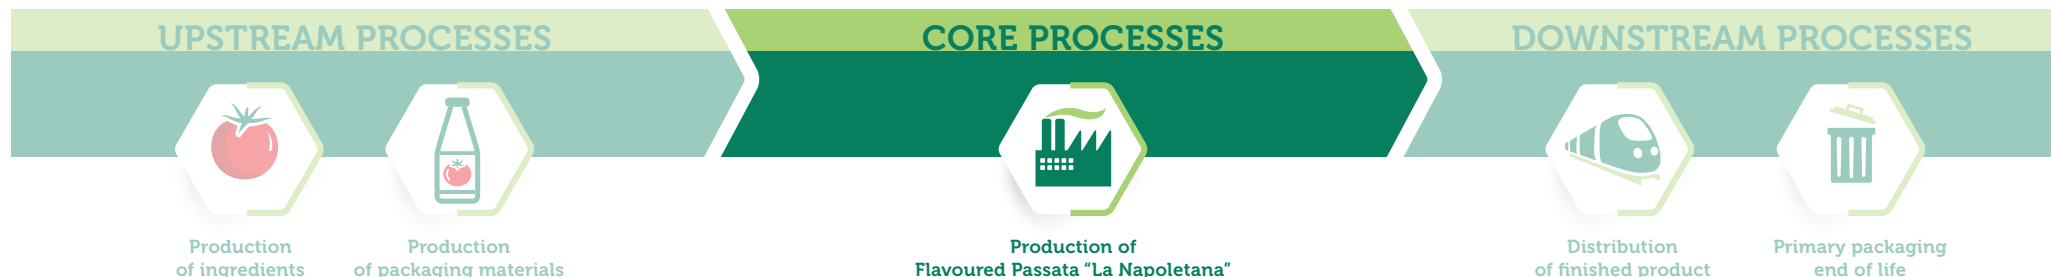 UPSTREAM PROCESSES
CORE PROCESSES
DOWNSTREAM PROCESSES
Production
of ingredients
Production
of packaging materials
Production of
Flavoured Passata “La Napoletana”
Distribution
of finished product
Primary packaging
end of life